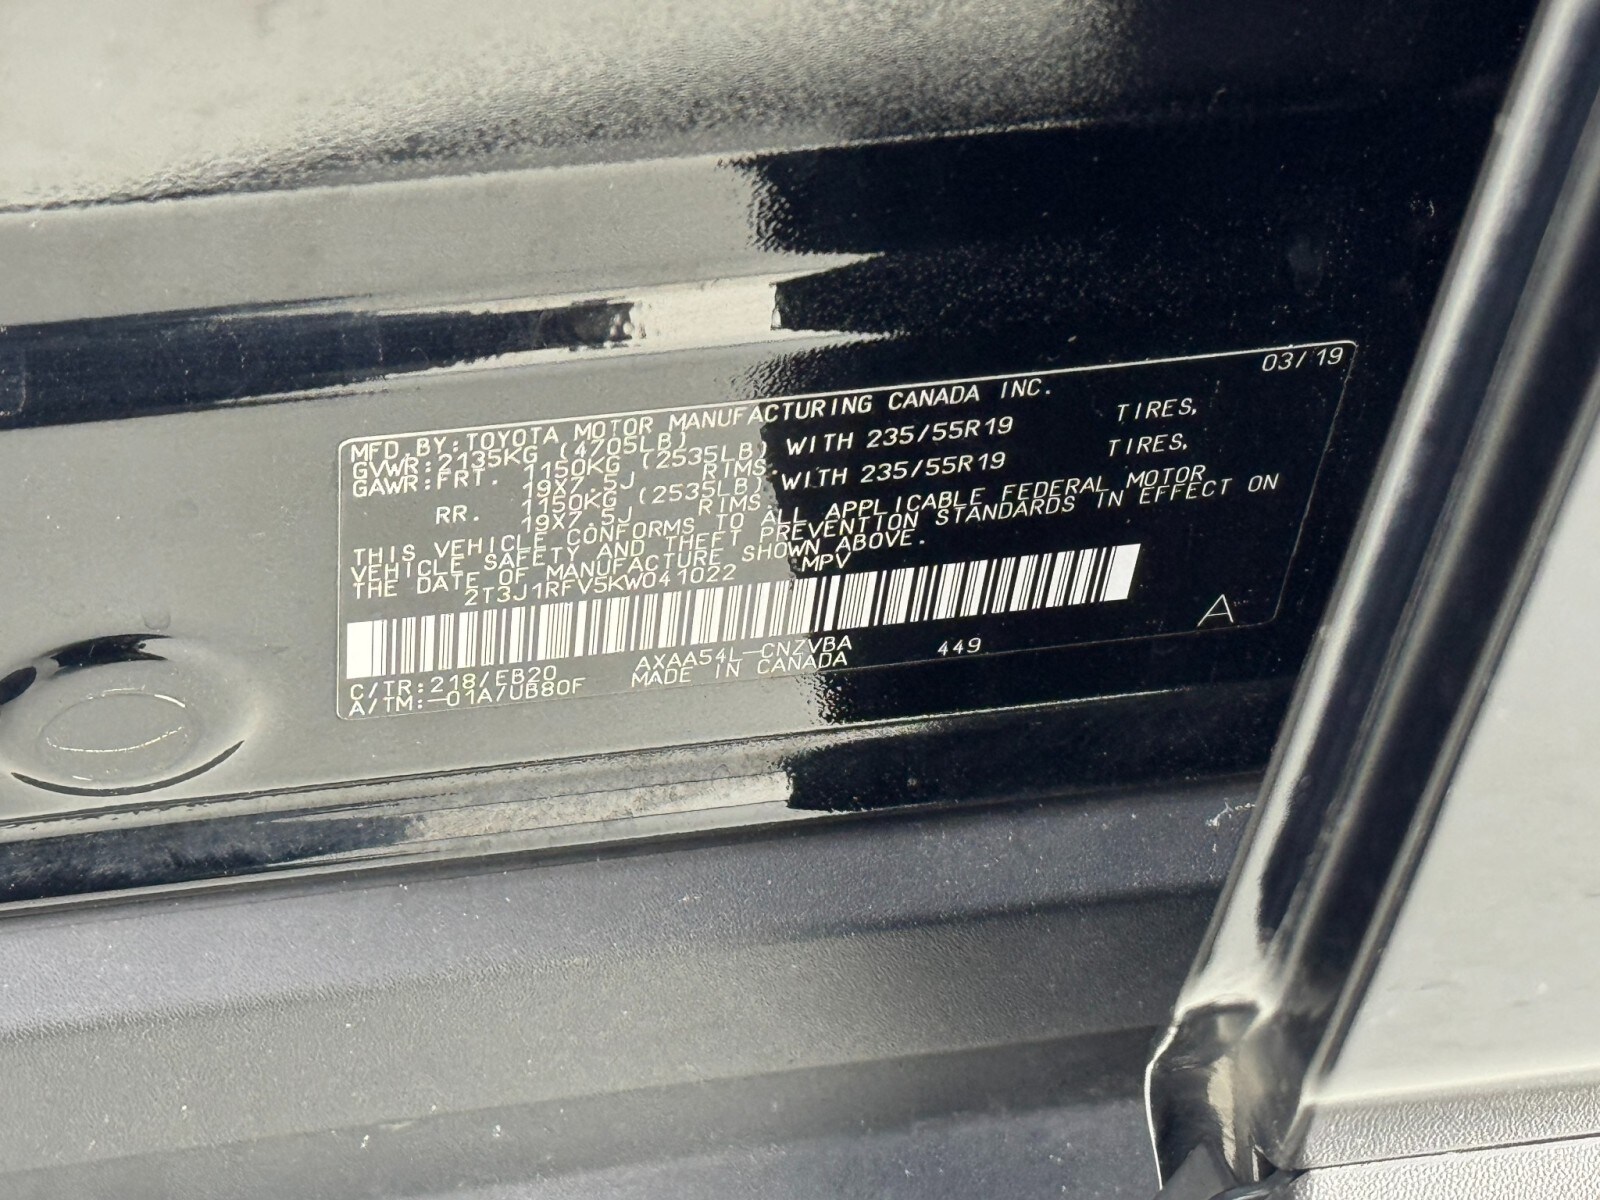 03/19
MFD.BY:TOYOTA MOTOR MANUFACTURING CANADA INC.
GVWR:2135KG (4705LB)
GAWR:FRT. 1150KG (2535LB) WITH 235/55R19 TIRES,
19X7.5J RIMS.
RR. 1150KG (2535LB) WITH 235/55R19 TIRES,
19X7.5J RIMS.
THIS VEHICLE CONFORMS TO ALL APPLICABLE FEDERAL MOTOR
VEHICLE SAFETY AND THEFT PREVENTION STANDARDS IN EFFECT ON
THE DATE OF MANUFACTURE SHOWN ABOVE.
2T3J1RFV5KW041022 MPV
C/TR:218/EB20 AXAA54L-CNZVBA 449
A/TM:-01A/UB80F MADE IN CANADA
A